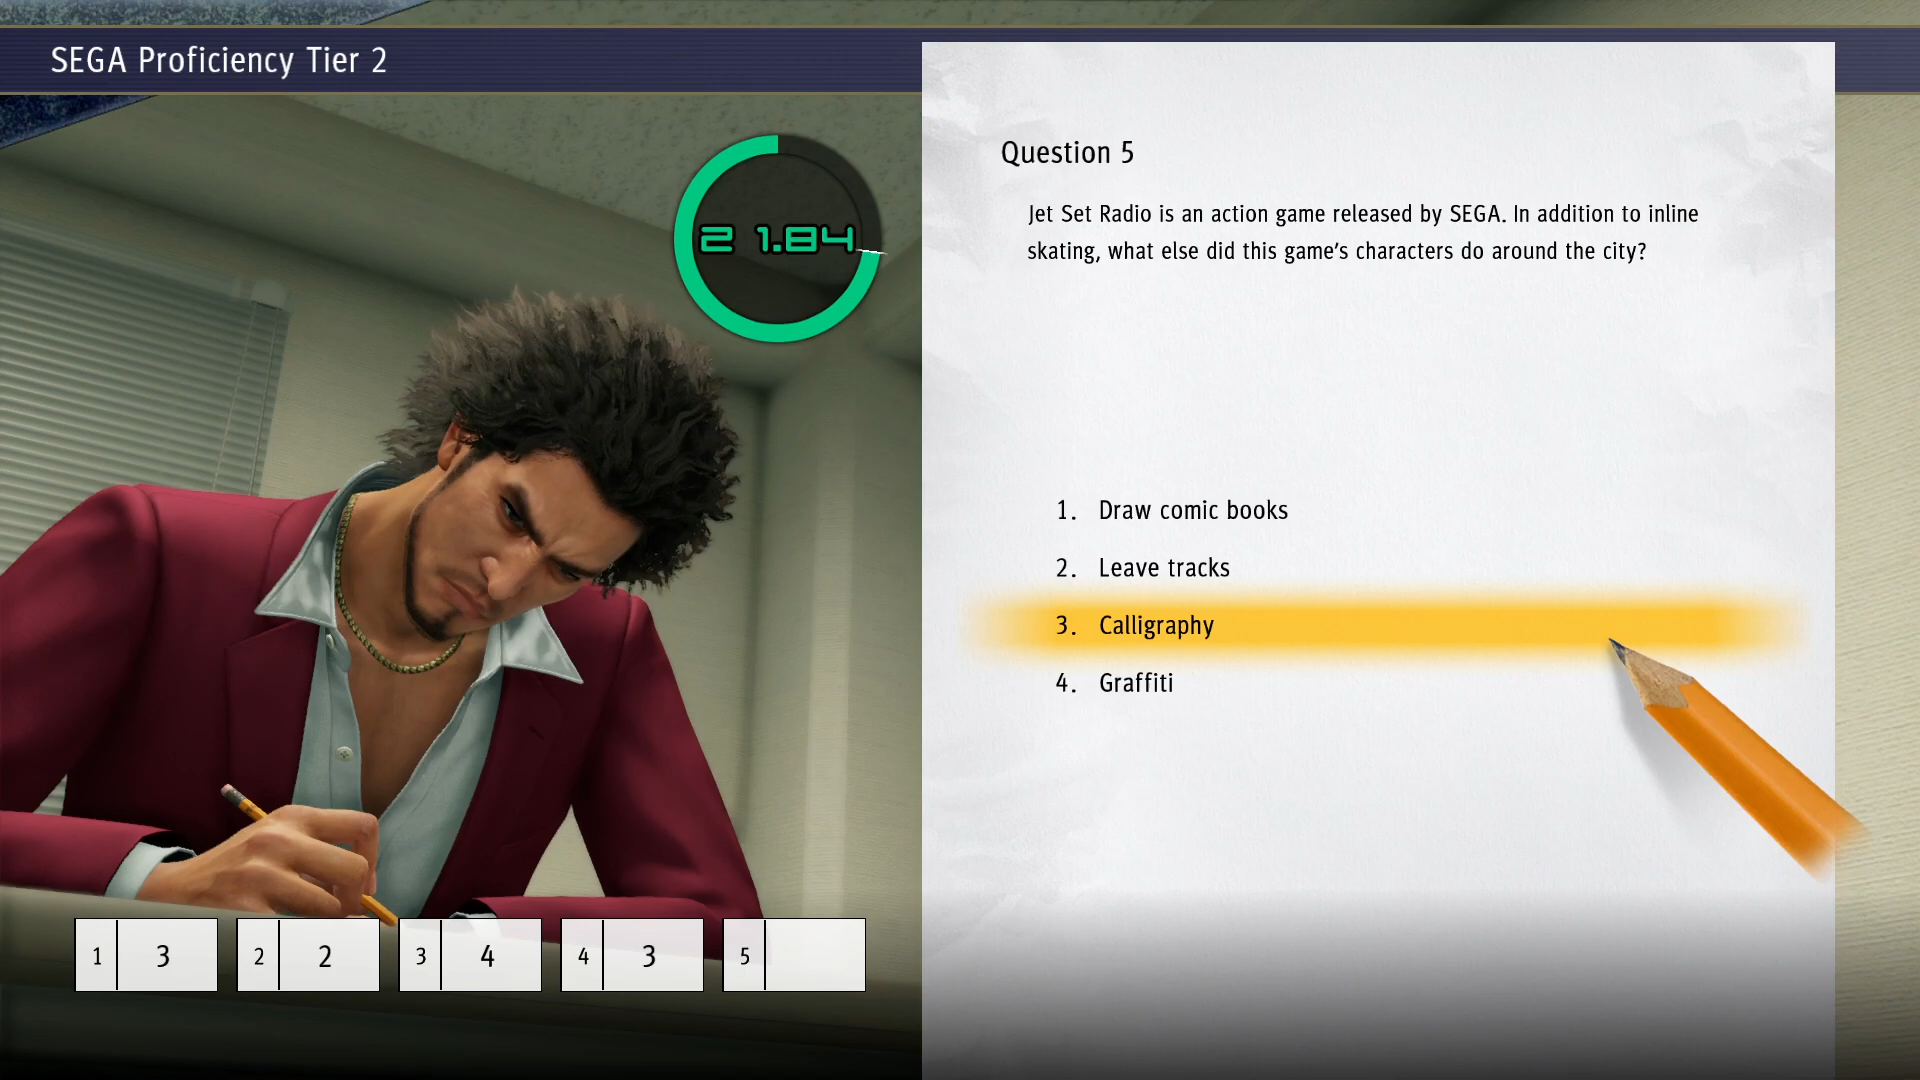 SEGA Proficiency Tier 2
2 1.84
Question 5
Jet Set Radio is an action game released by SEGA. In addition to inline
skating, what else did this game's characters do around the city?
1. Draw comic books
2. Leave tracks
3. Calligraphy
4. Graffiti
1 3 2 2 3 4 4 3 5